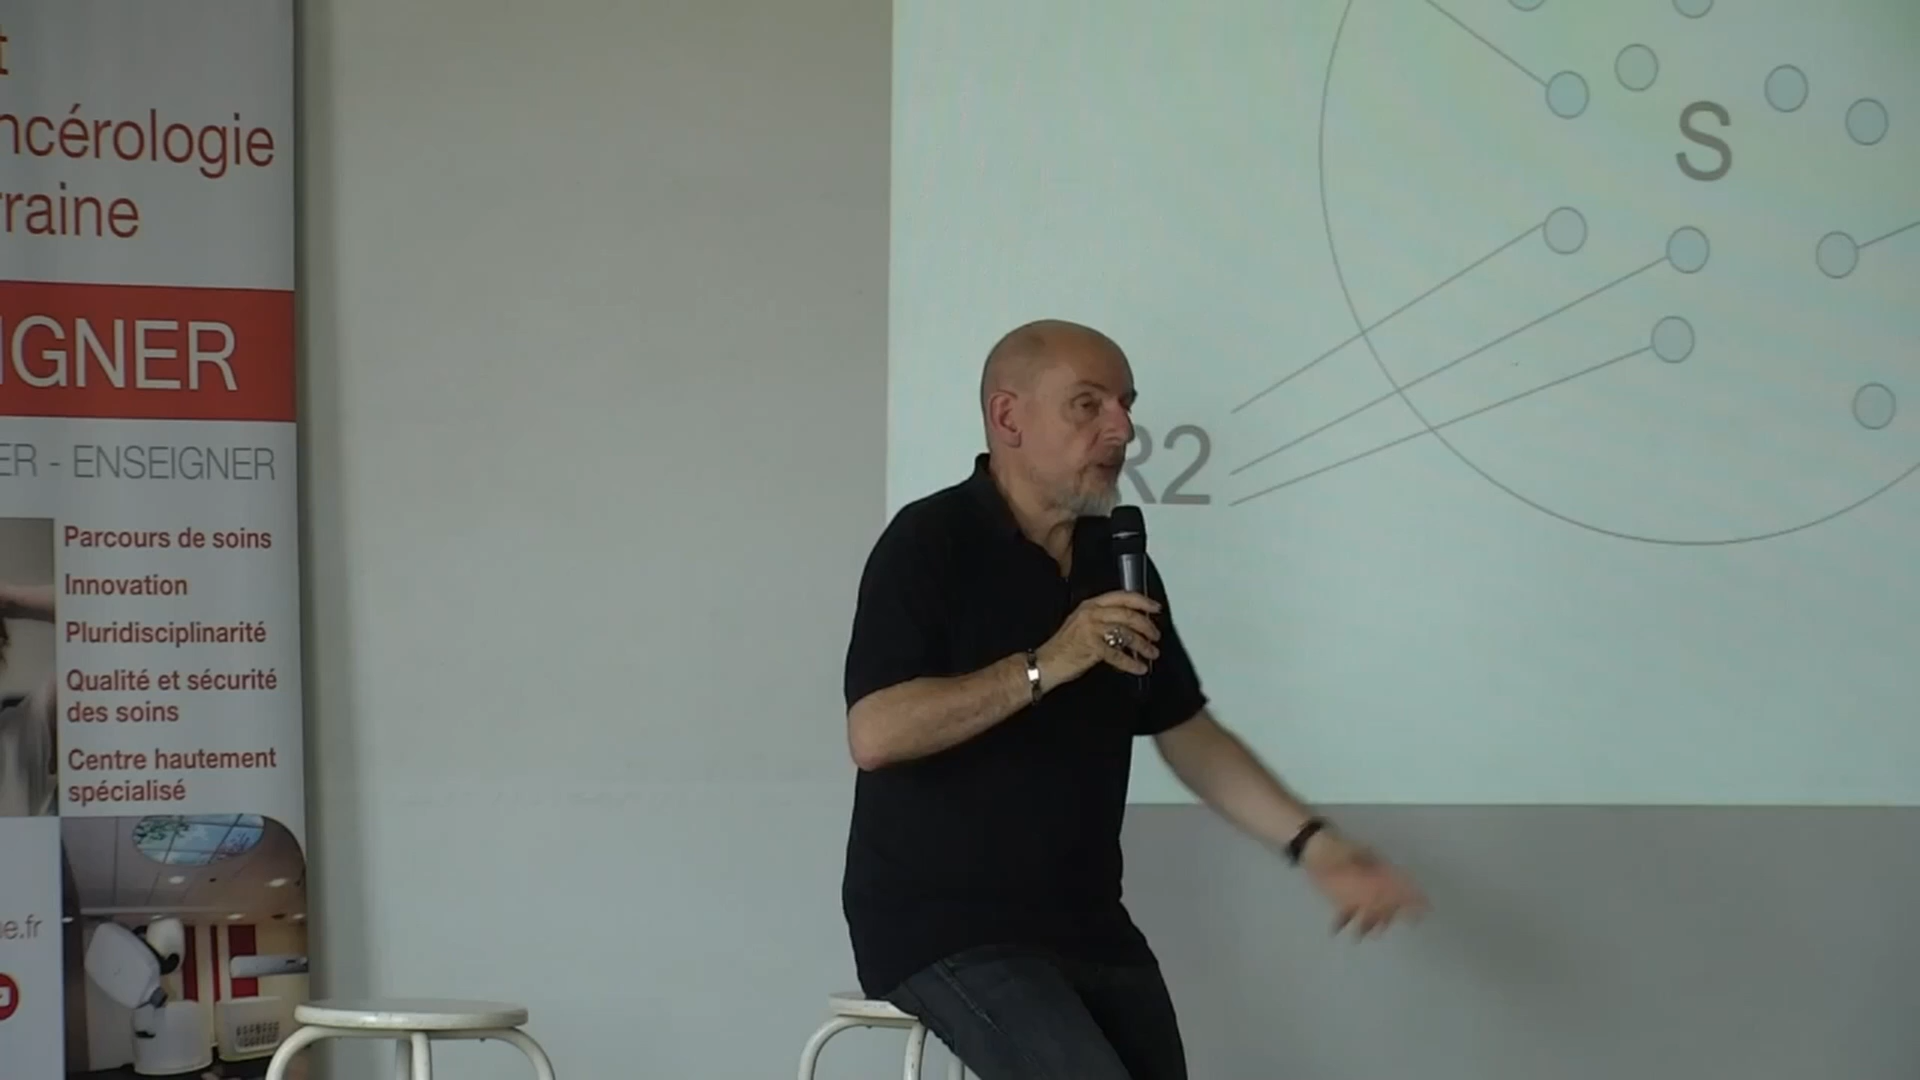 ncérologie
rraine
IGNER
ER - ENSEIGNER
Parcours de soins
Innovation
Pluridisciplinarité
Qualité et sécurité
des soins
Centre hautement
spécialisé
e.fr
S
R2